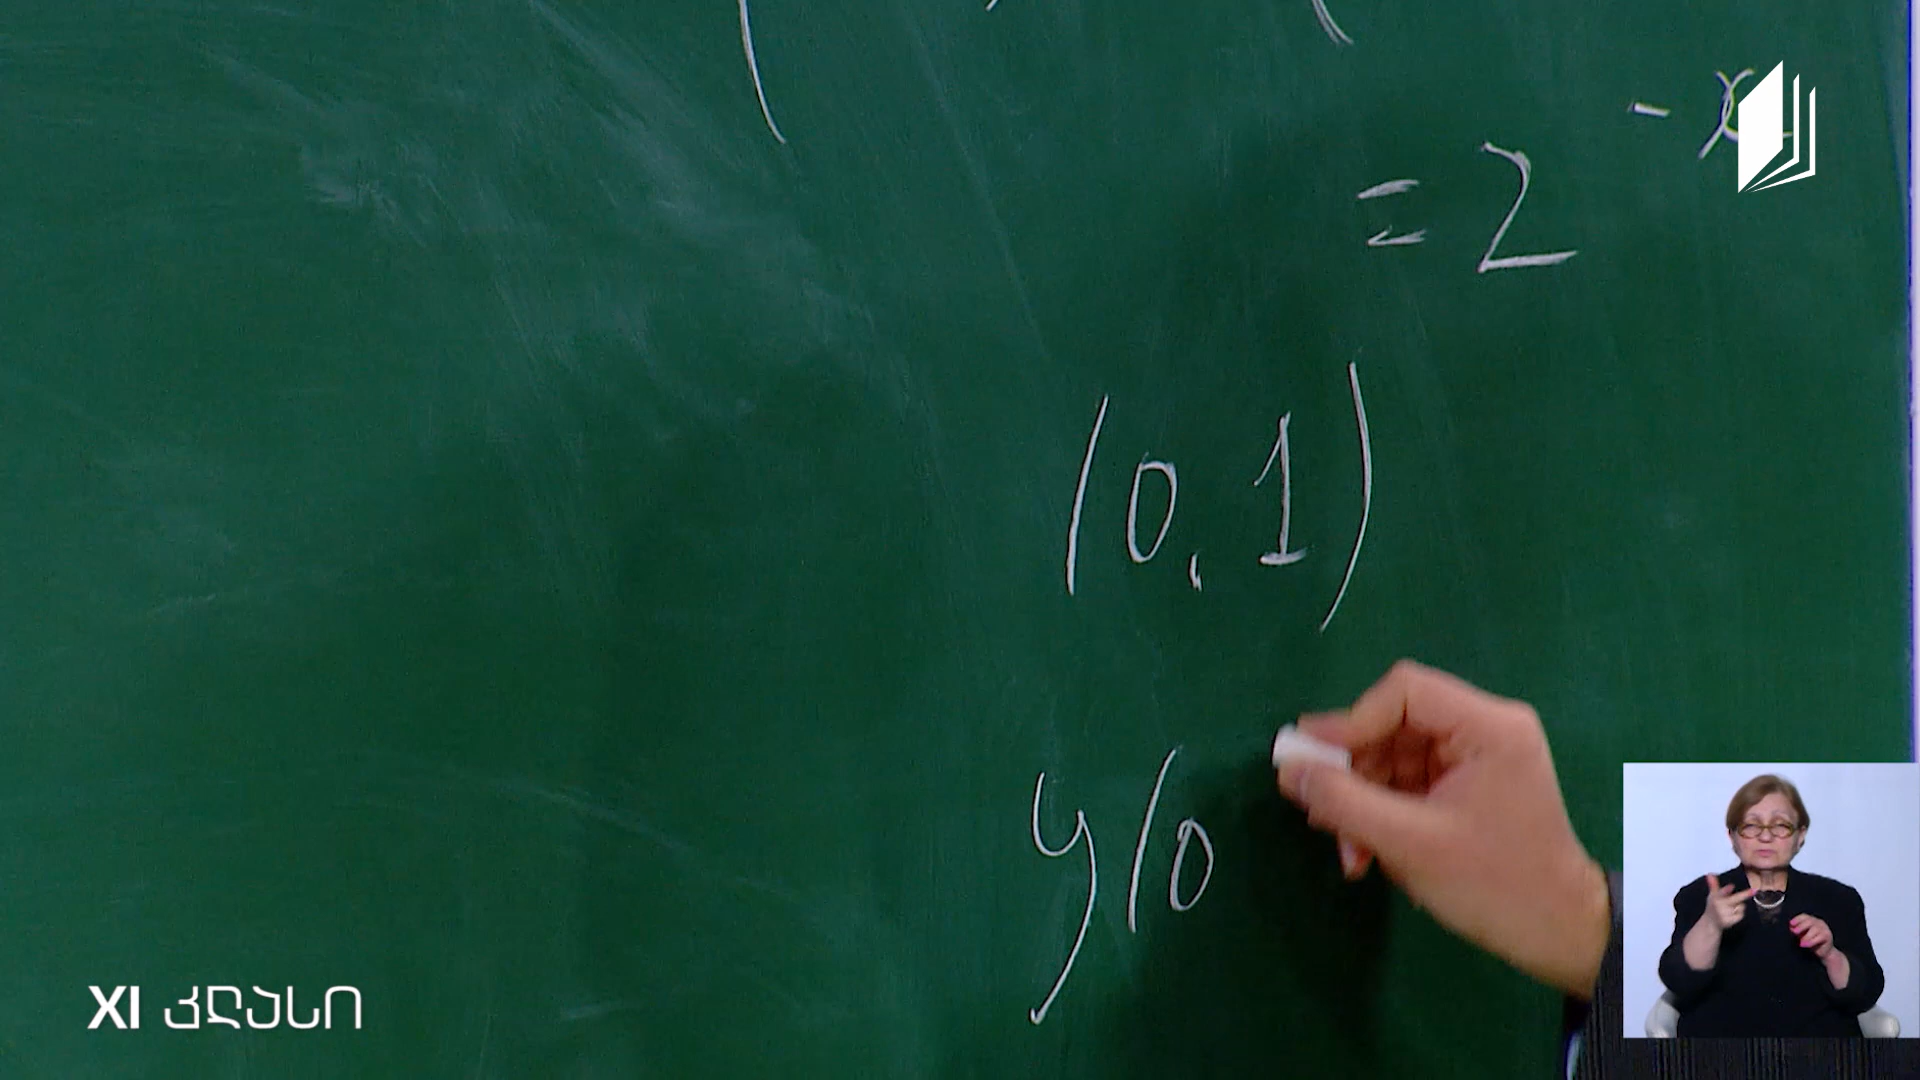 = 2^{-x}
(0, 1)
y(0
XI კლასი